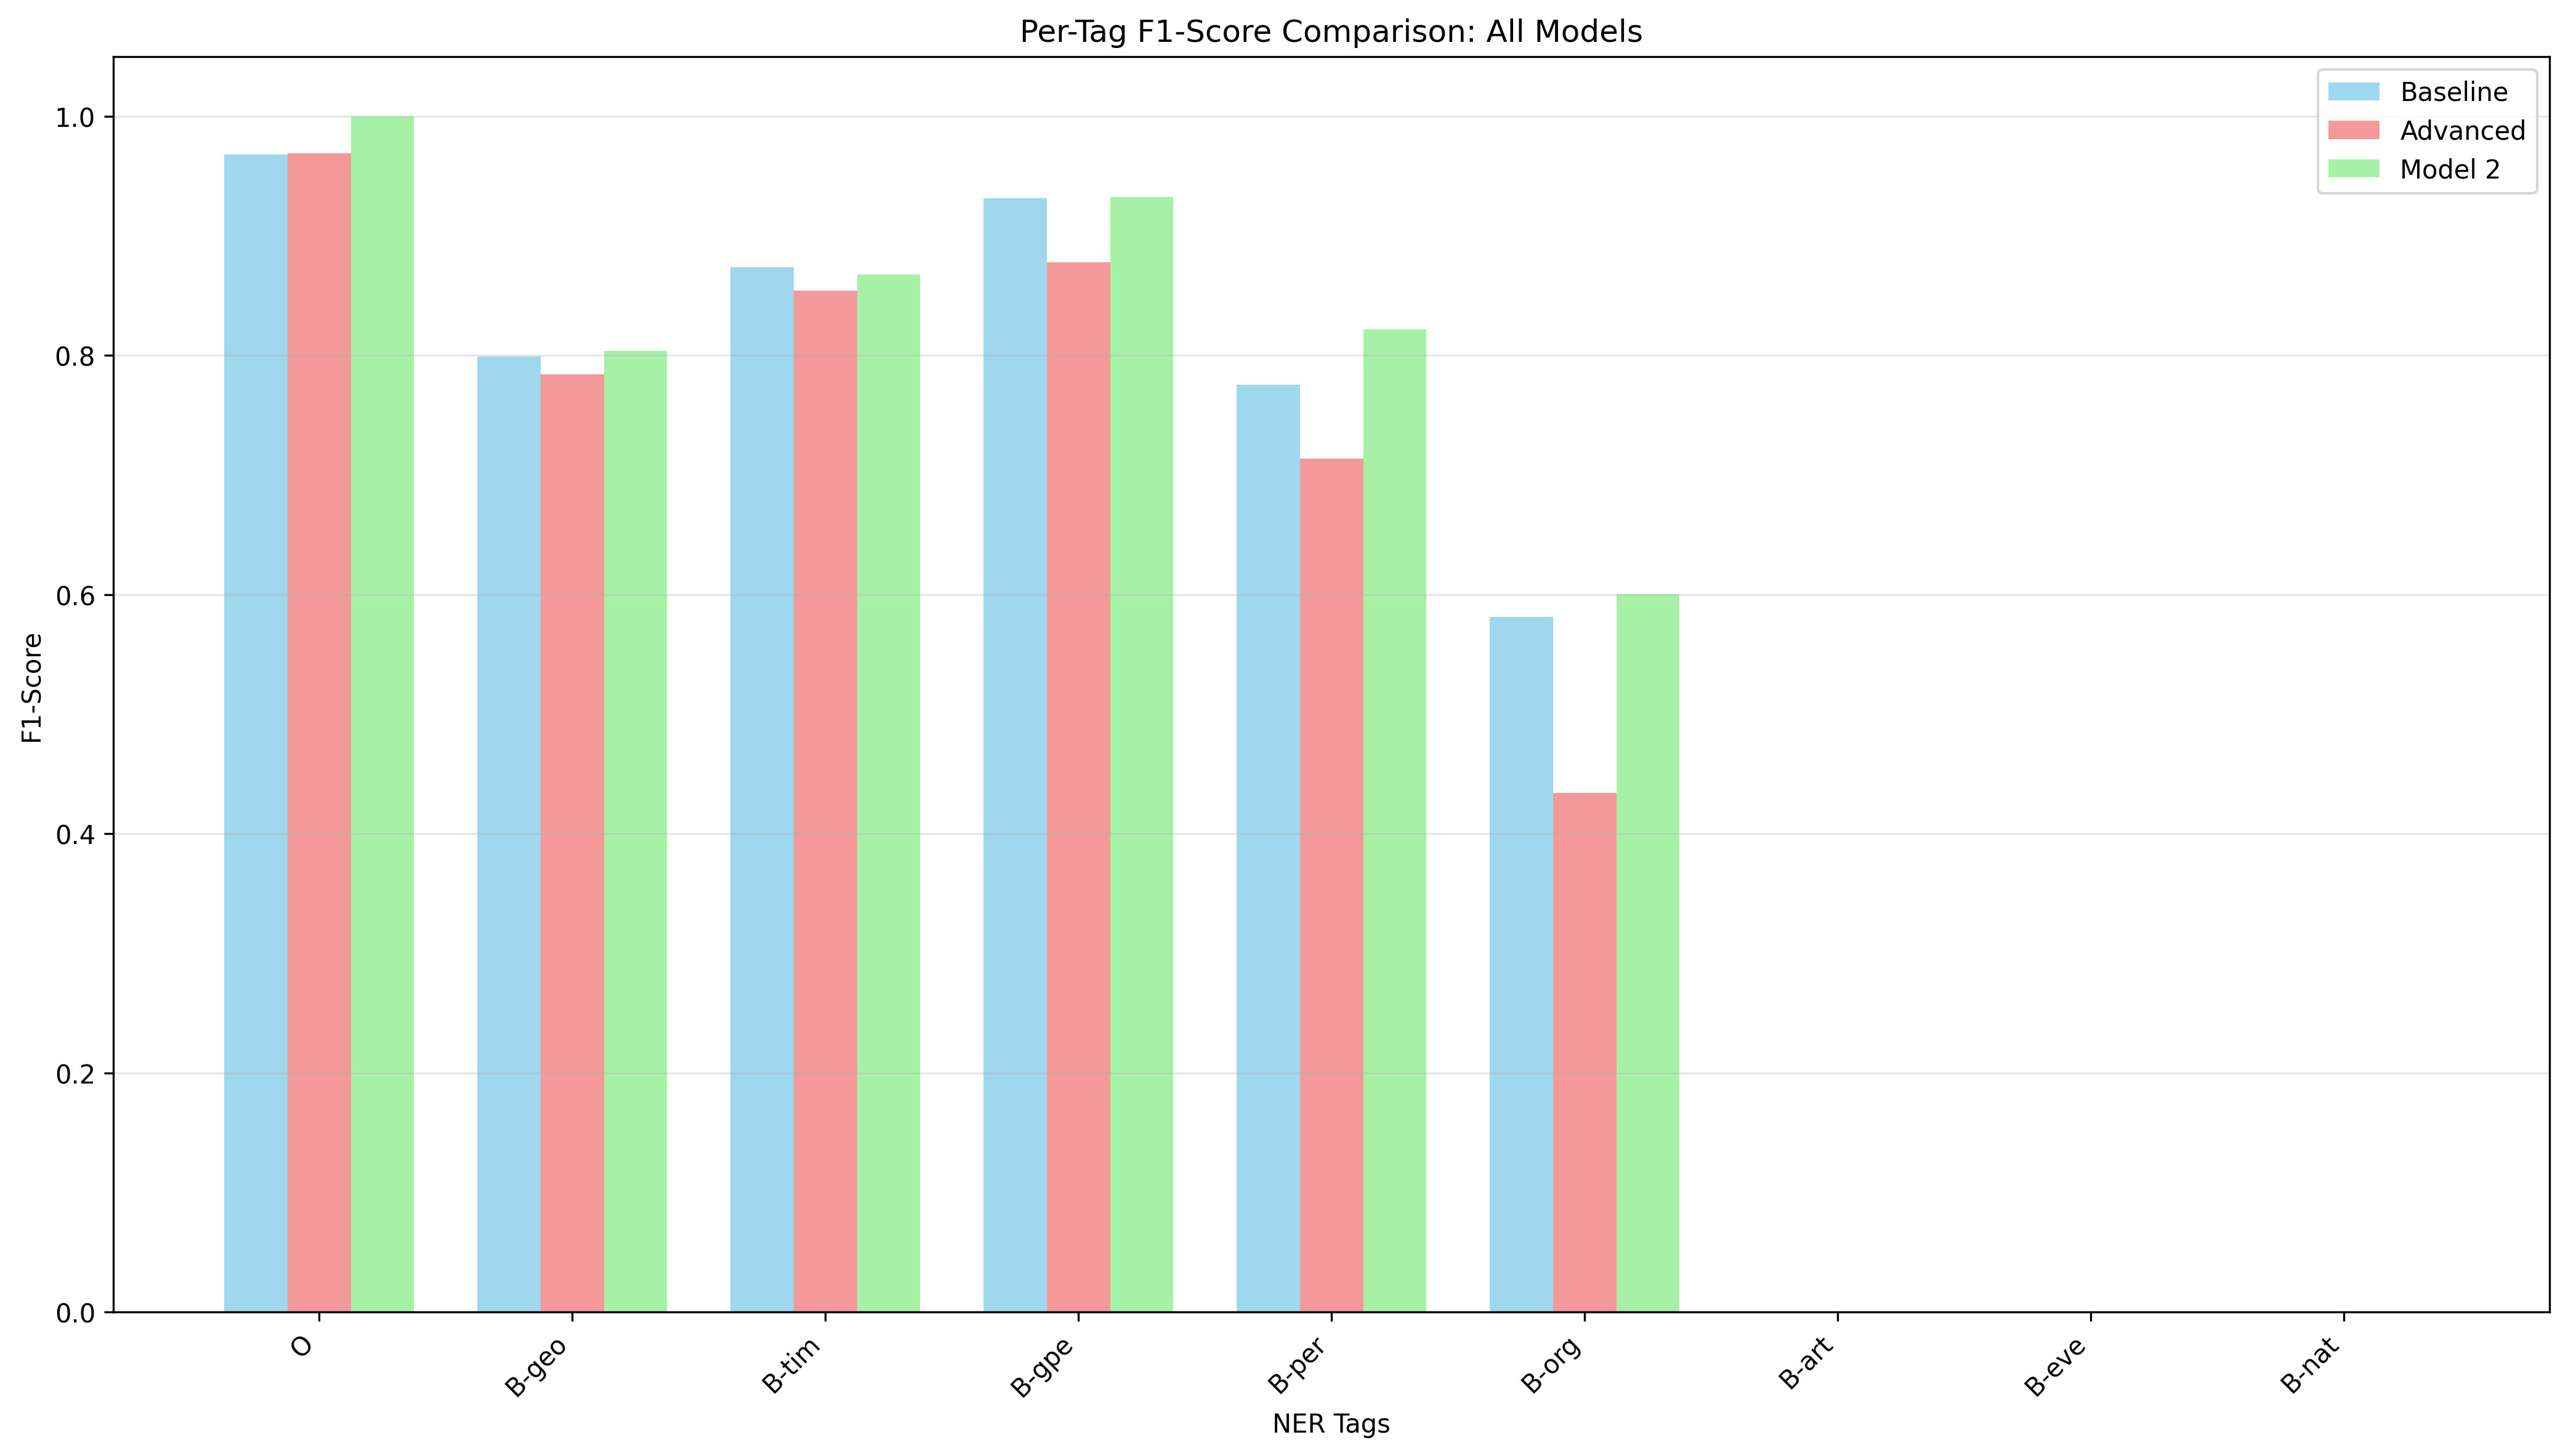 Per-Tag F1-Score Comparison: All Models
Baseline
Advanced
Model 2
F1-Score
1.0
0.8
0.6
0.4
0.2
0.0
O
B-geo
B-tim
B-gpe
B-per
B-org
B-art
B-eve
B-nat
NER Tags